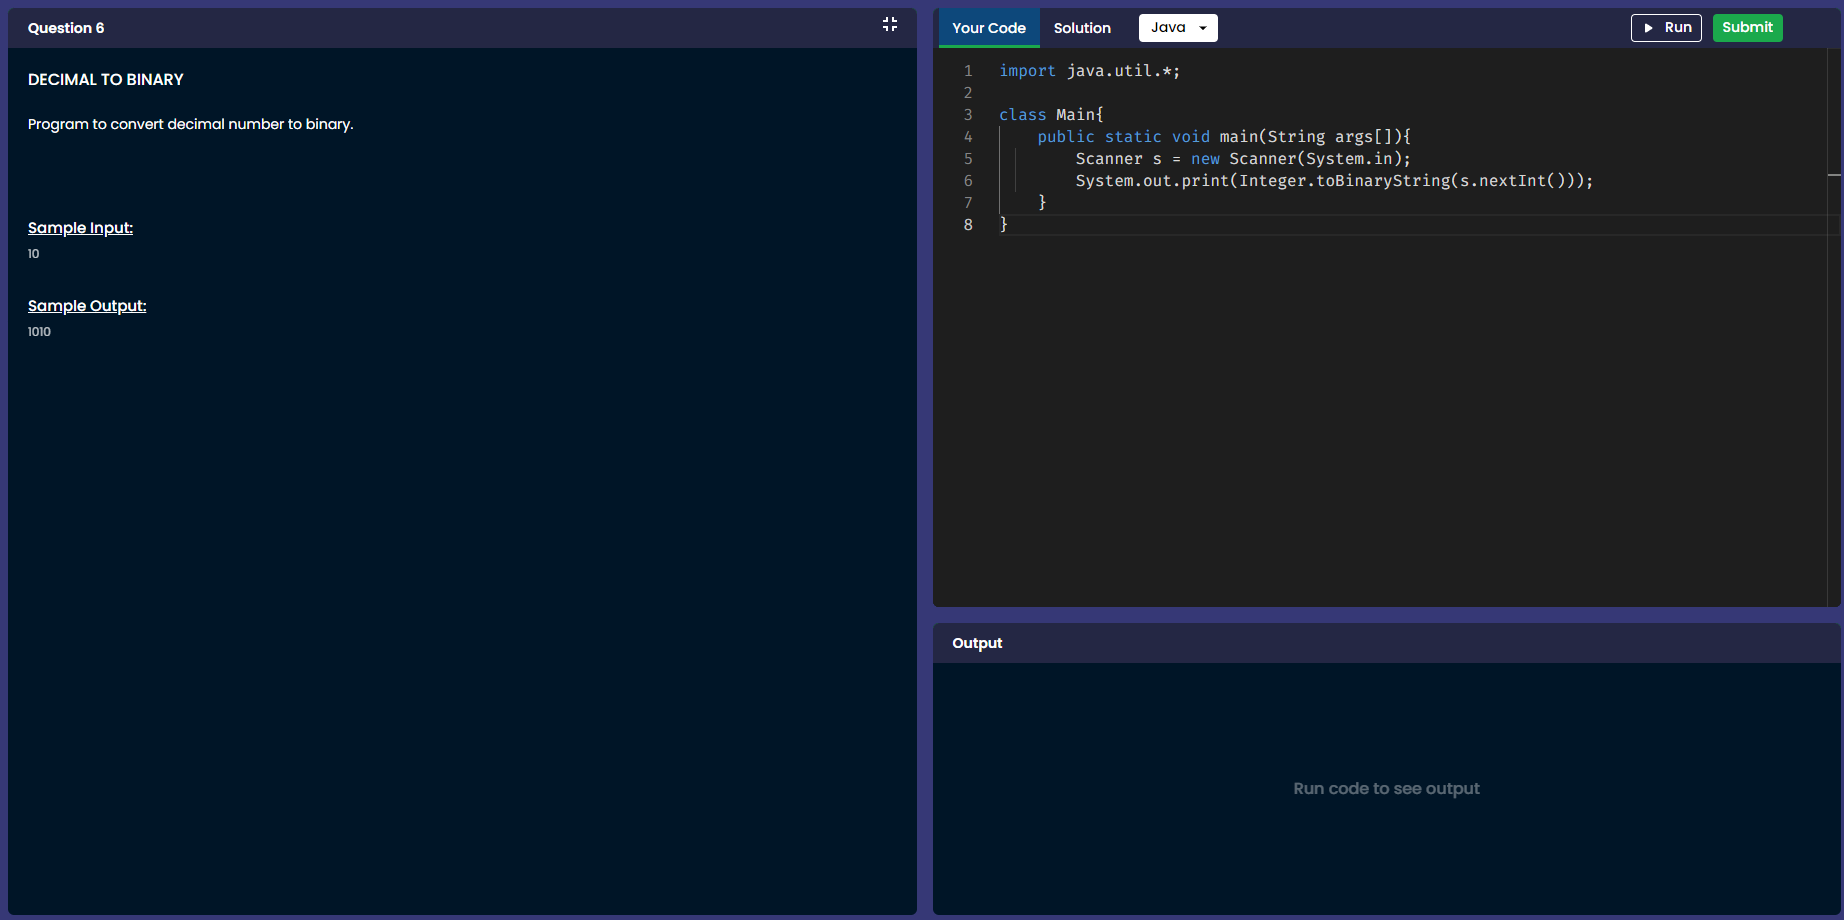 Question 6
DECIMAL TO BINARY
Program to convert decimal number to binary.
Sample Input:
10
Sample Output:
1010
Your Code
Solution
Java
Run
Submit
1 import java.util.*;
2
3 class Main{
4     public static void main(String args[]){
5         Scanner s = new Scanner(System.in);
6         System.out.print(Integer.toBinaryString(s.nextInt()));
7     }
8 }
Output
Run code to see output